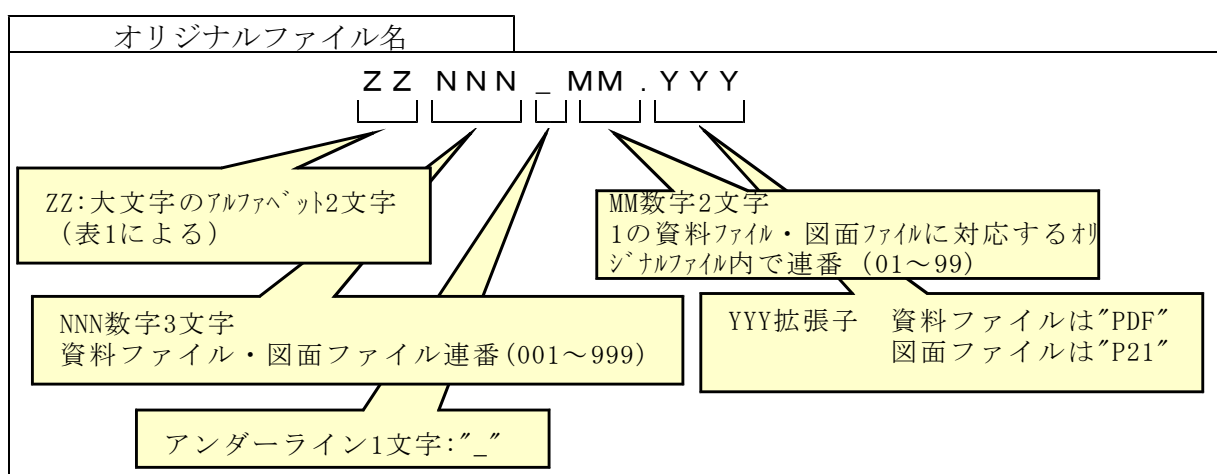 オリジナルファイル名
ZZ NNN _ MM . YYY
ZZ:大文字のｱﾙﾌｧﾍﾞｯﾄ2文字
(表1による)
MM数字2文字
1の資料ﾌｧｲﾙ・図面ﾌｧｲﾙに対応するｵﾘ
ｼﾞﾅﾙﾌｧｲﾙ内で連番 (01～99)
NNN数字3文字
資料ファイル・図面ファイル連番(001～999)
YYY拡張子 資料ファイルは"PDF"
図面ファイルは"P21"
アンダーライン1文字:"_"